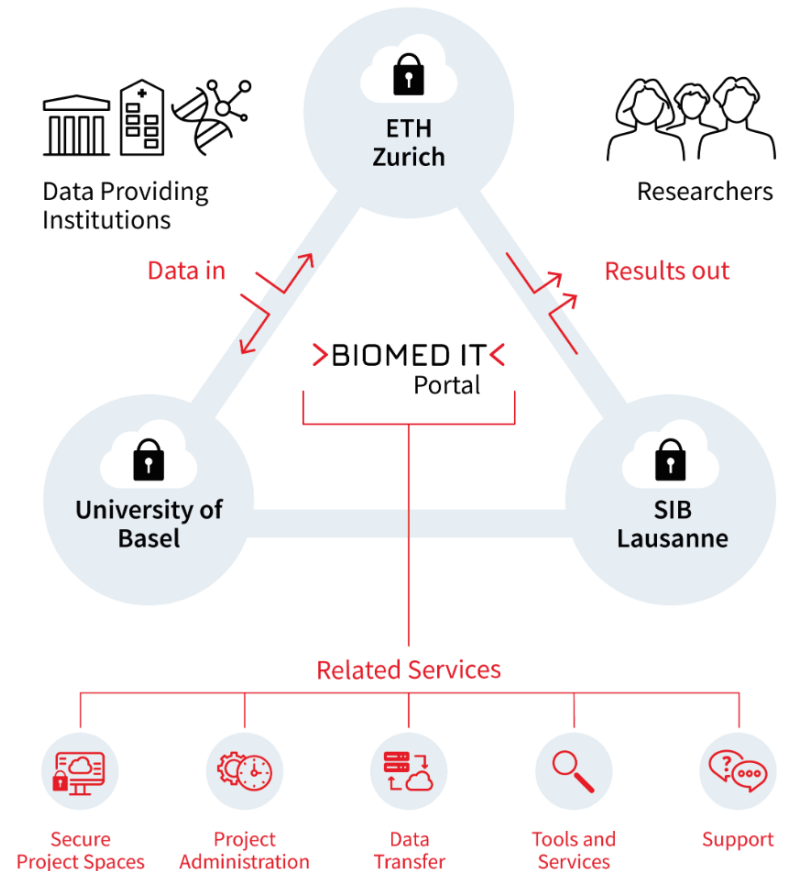 ETH
Zurich
Data Providing
Institutions
Researchers
Data in
Results out
>BIOMED IT<
Portal
University of
Basel
SIB
Lausanne
Related Services
?
Secure
Project Spaces
Project
Administration
Data
Transfer
Tools and
Services
Support